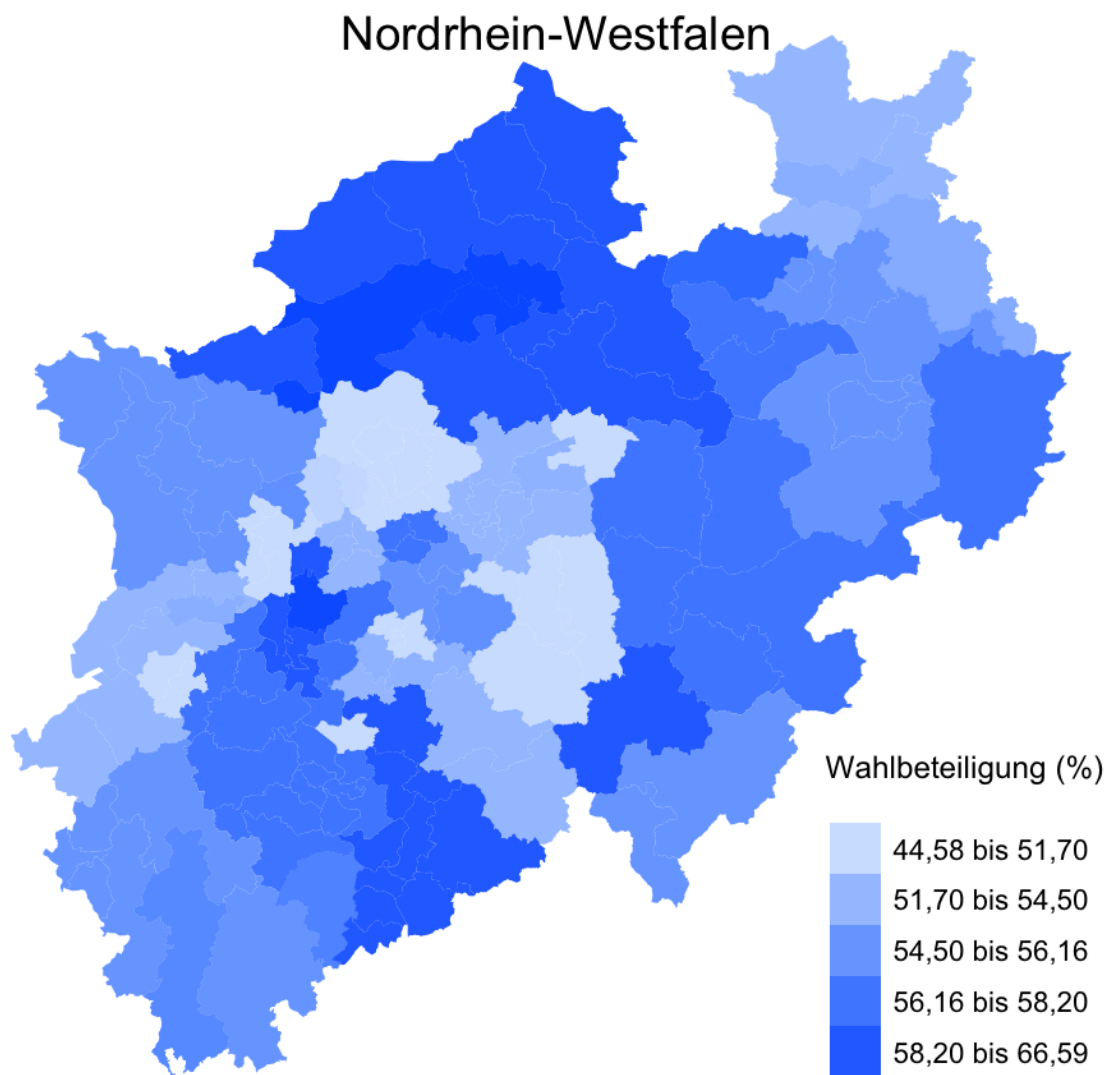 Nordrhein-Westfalen
Wahlbeteiligung (%)
44,58 bis 51,70
51,70 bis 54,50
54,50 bis 56,16
56,16 bis 58,20
58,20 bis 66,59